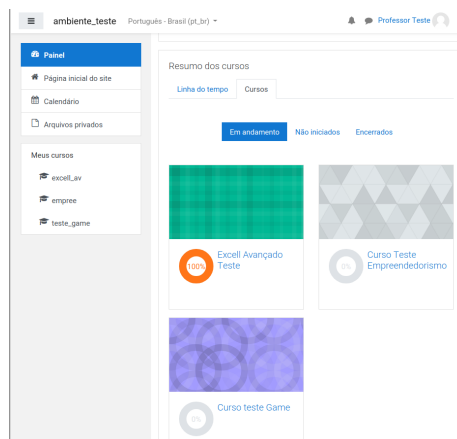 ambiente_teste Português - Brasil (pt_br) Professor Teste
Painel
Página inicial do site
Calendário
Arquivos privados
Meus cursos
excell_av
empree
teste_game
Resumo dos cursos
Linha do tempo Cursos
Em andamento Não iniciados Encerrados
100%
Excell Avançado
Teste
0%
Curso Teste
Empreendedorismo
0%
Curso teste Game